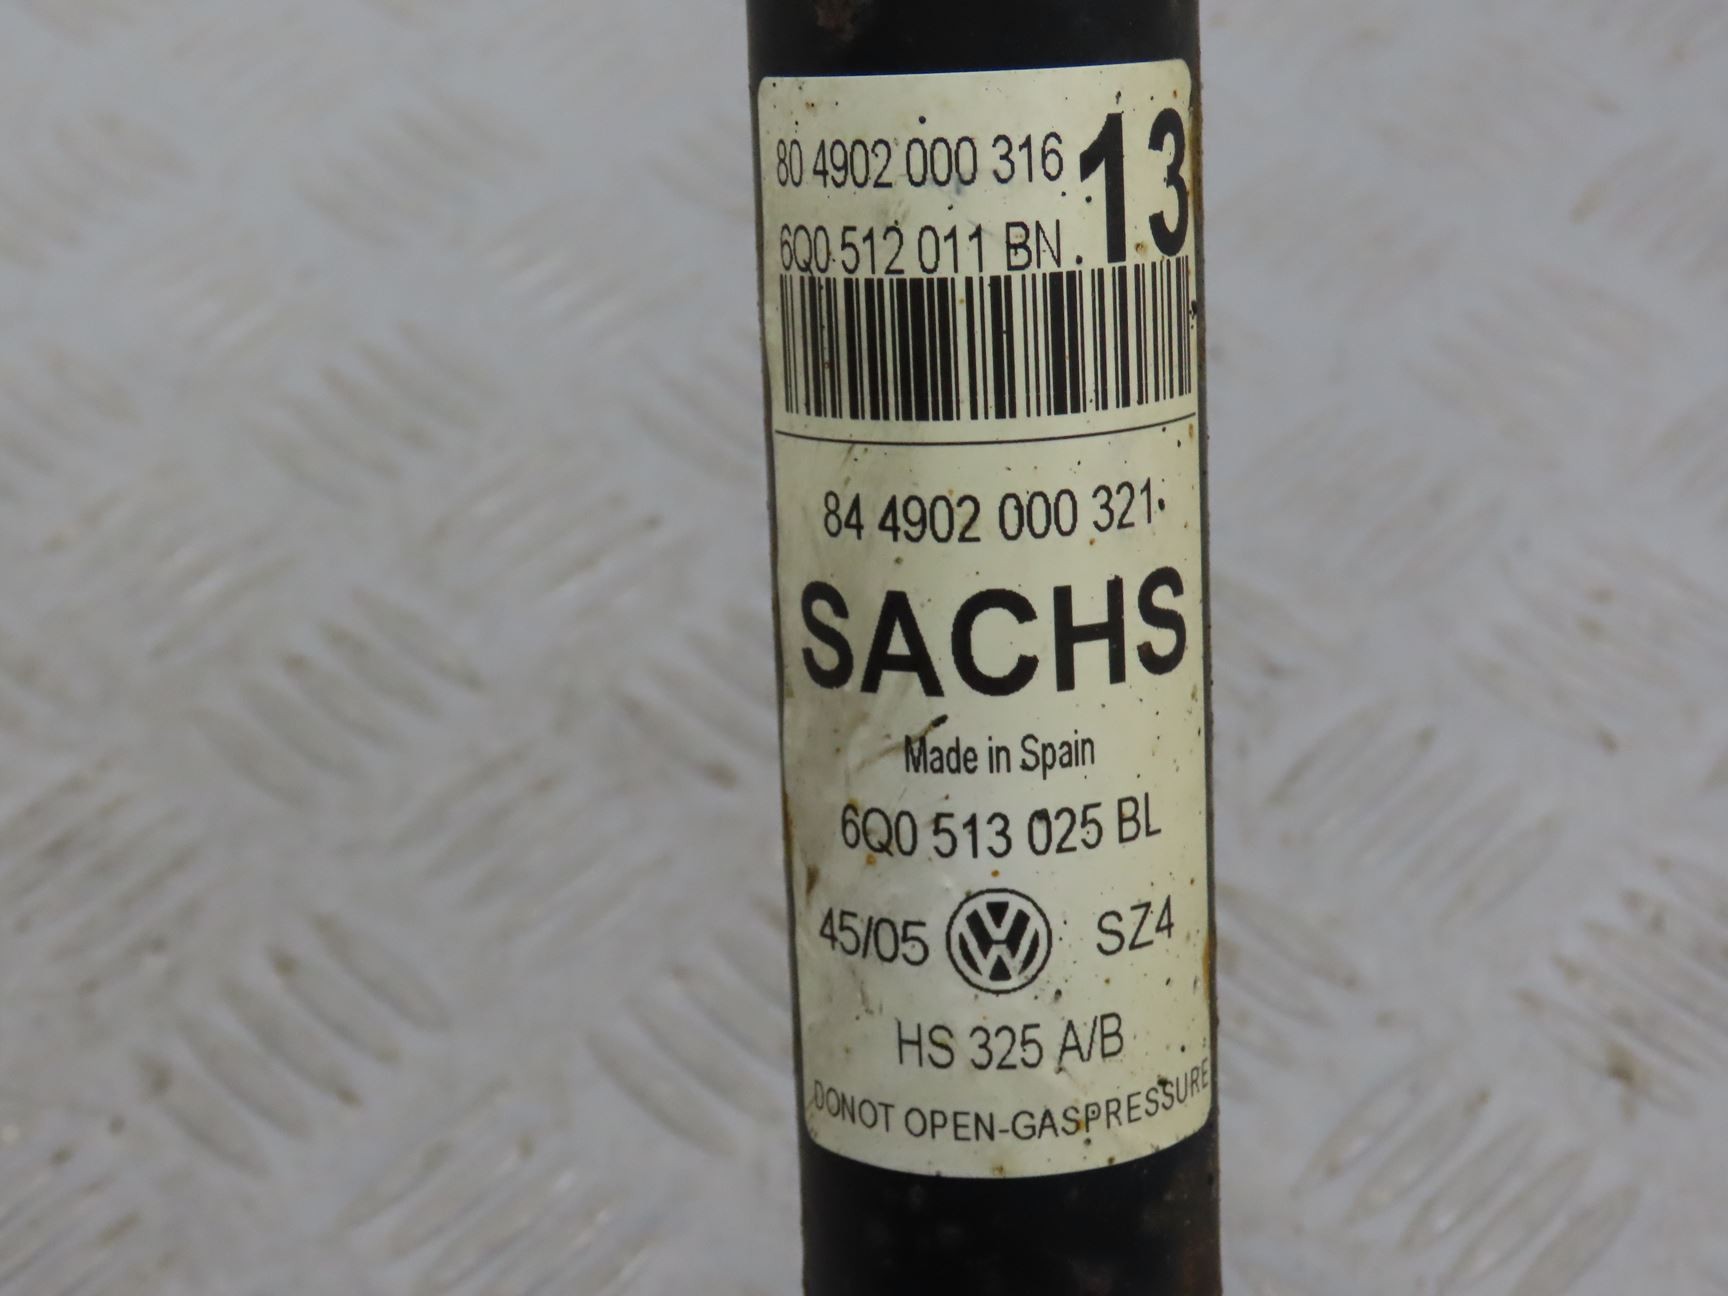 80 4902 000 316 13
6Q0 512 011 BN
84 4902 000 321
SACHS
Made in Spain
6Q0 513 025 BL
45/05 VW SZ4
HS 325 A/B
DONOT OPEN-GASPRESSURE